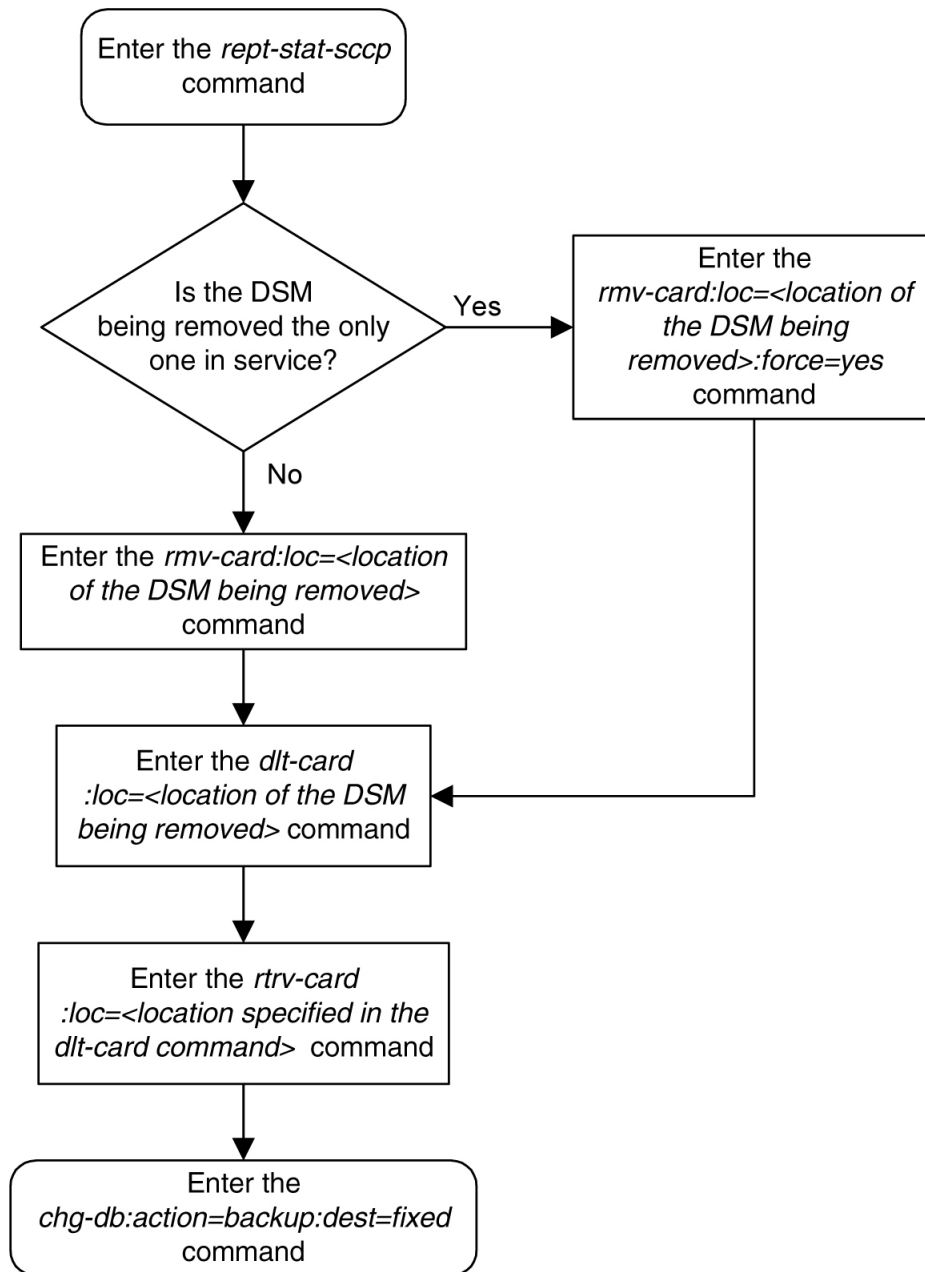 Enter the rept-stat-sccp
command
Is the DSM
being removed the only
one in service?
Yes
Enter the
rmv-card:loc=<location of
the DSM being
removed>:force=yes
command
No
Enter the rmv-card:loc=<location
of the DSM being removed>
command
Enter the dlt-card
:loc=<location of the DSM
being removed> command
Enter the rtrv-card
:loc=<location specified in the
dlt-card command> command
Enter the
chg-db:action=backup:dest=fixed
command